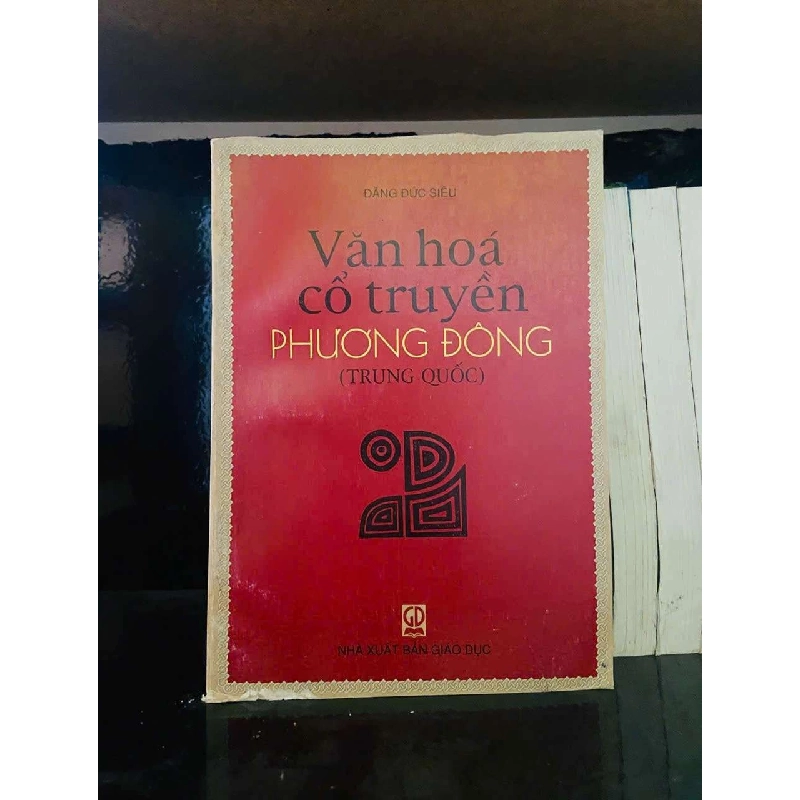 ĐẶNG ĐỨC SIÊU
Văn hoá
cổ truyền
PHƯƠNG ĐÔNG
(TRUNG QUỐC)
GD
NHÀ XUẤT BẢN GIÁO DỤC